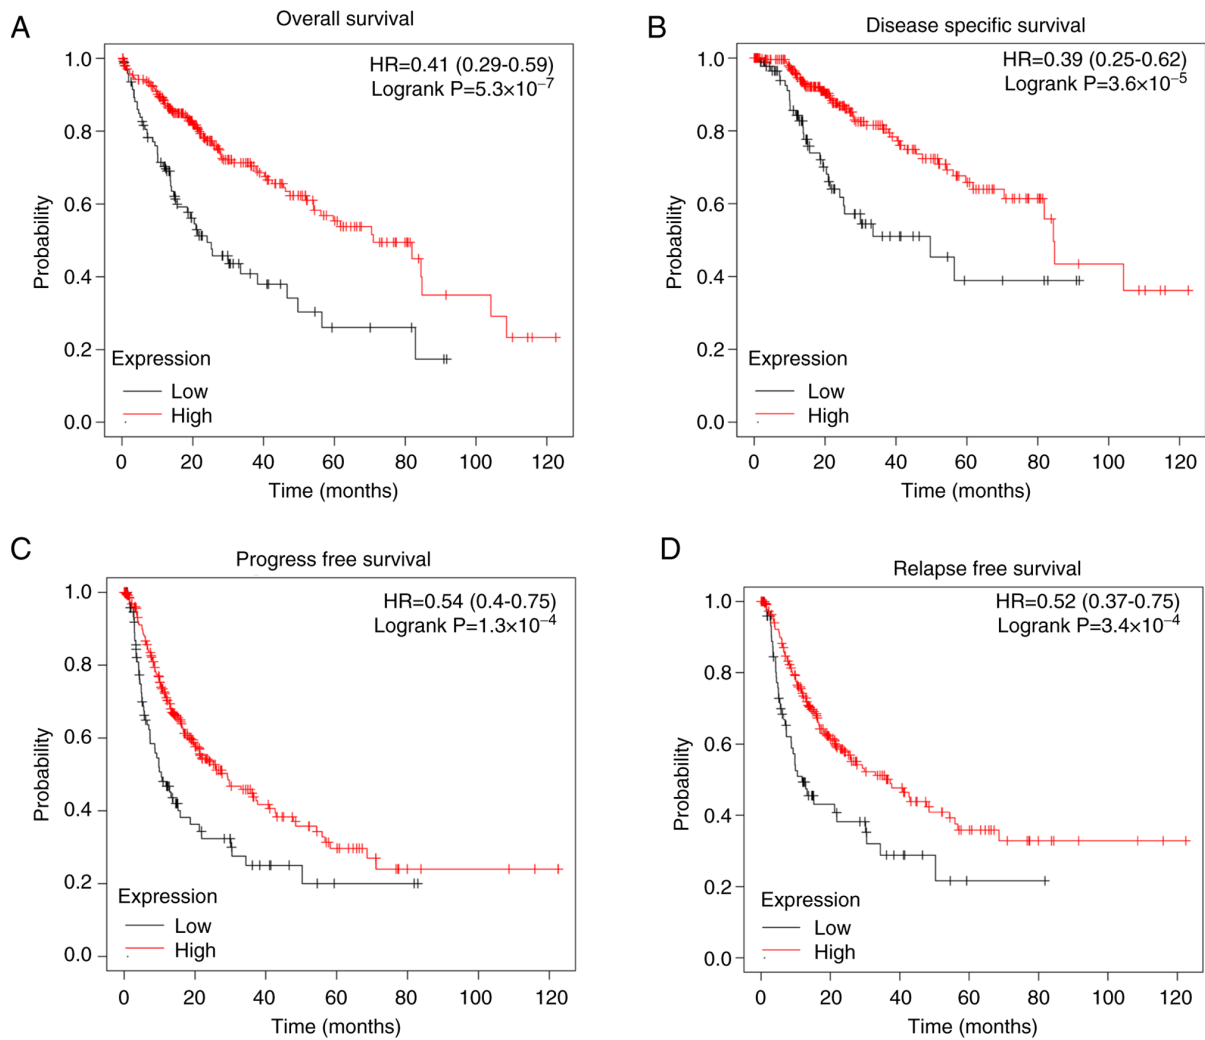 A
Overall survival
HR=0.41 (0.29-0.59)
Logrank P=5.3×10⁻⁷
1.0
0.8
0.6
0.4
0.2
0.0
Probability
Expression
Low
High
0 20 40 60 80 100 120
Time (months)
B
Disease specific survival
HR=0.39 (0.25-0.62)
Logrank P=3.6×10⁻⁵
1.0
0.8
0.6
0.4
0.2
0.0
Probability
Expression
Low
High
0 20 40 60 80 100 120
Time (months)
C
Progress free survival
HR=0.54 (0.4-0.75)
Logrank P=1.3×10⁻⁴
1.0
0.8
0.6
0.4
0.2
0.0
Probability
Expression
Low
High
0 20 40 60 80 100 120
Time (months)
D
Relapse free survival
HR=0.52 (0.37-0.75)
Logrank P=3.4×10⁻⁴
1.0
0.8
0.6
0.4
0.2
0.0
Probability
Expression
Low
High
0 20 40 60 80 100 120
Time (months)